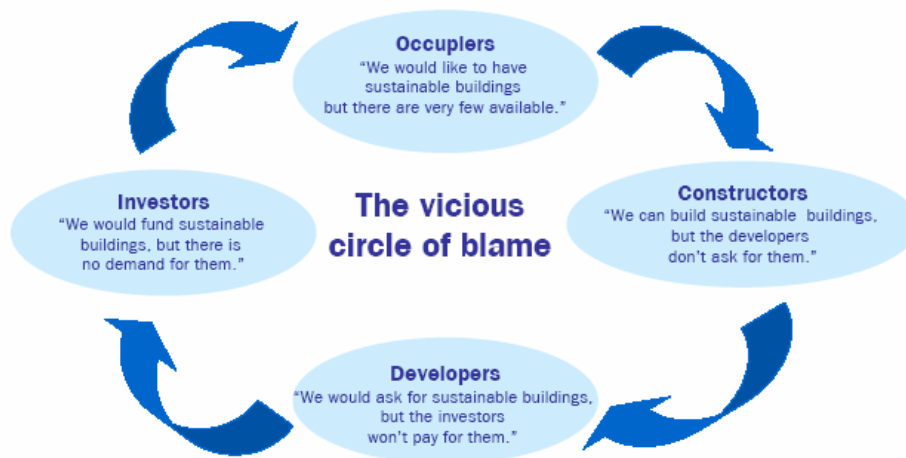 Occupiers
“We would like to have
sustainable buildings
but there are very few available.”
Investors
“We would fund sustainable
buildings, but there is
no demand for them.”
The vicious
circle of blame
Constructors
“We can build sustainable buildings,
but the developers
don’t ask for them.”
Developers
“We would ask for sustainable buildings,
but the investors
won’t pay for them.”